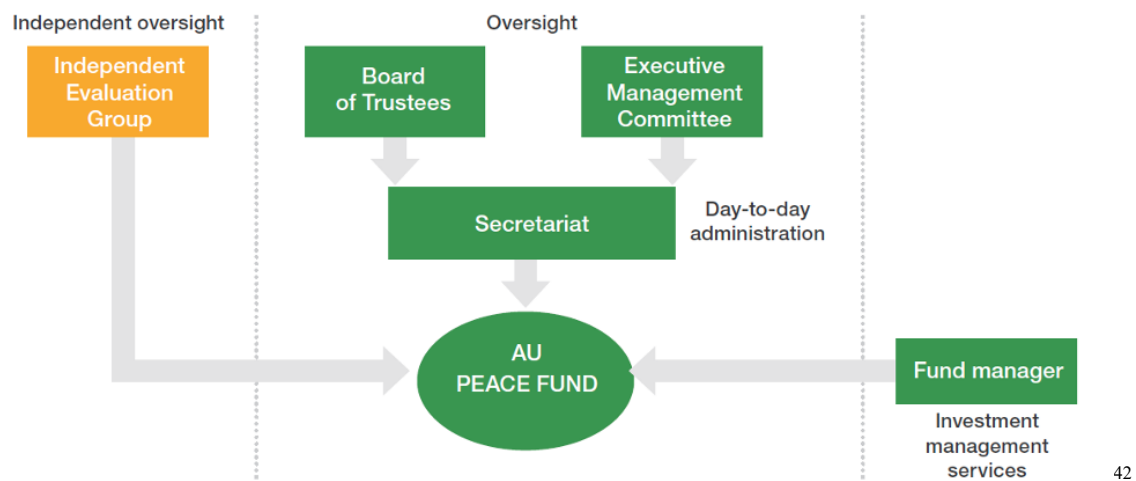 Independent oversight
Oversight
Independent
Evaluation
Group
Board
of Trustees
Executive
Management
Committee
Secretariat
Day-to-day
administration
AU
PEACE FUND
Fund manager
Investment
management
services
42